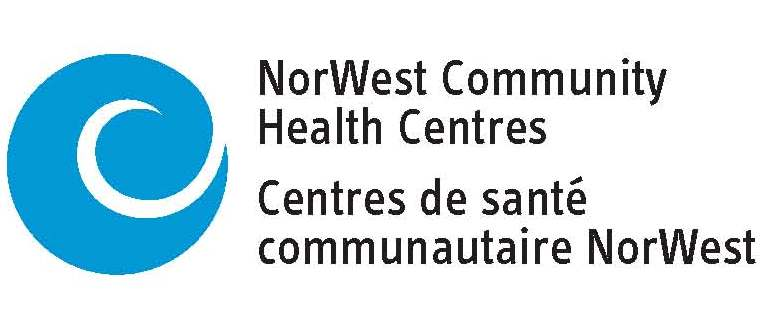 NorWest Community
Health Centres
Centres de santé
communautaire NorWest